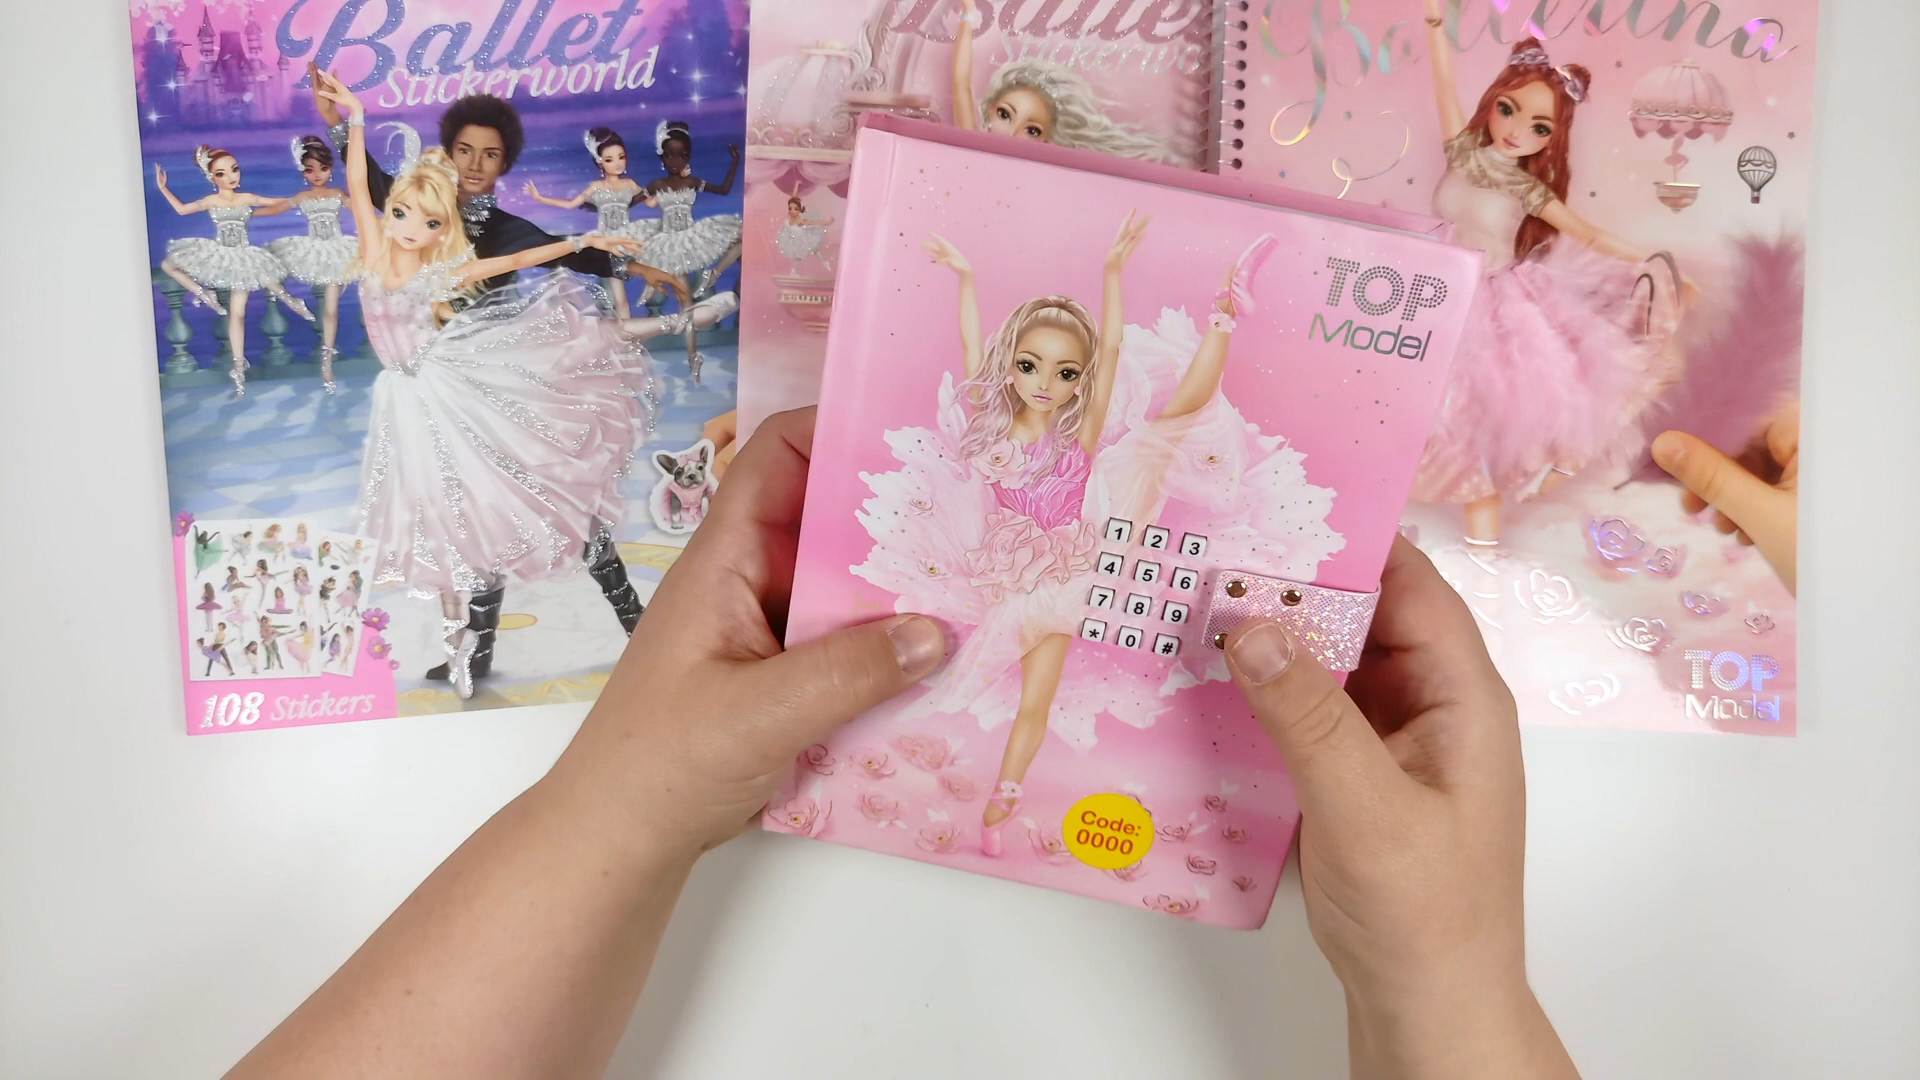 Ballet
Stickerworld
108 Stickers
Ballet
Stickerwo
Ballerina
TOP
Model
TOP
Model
1 2 3
4 5 6
7 8 9
* 0 #
Code:
0000